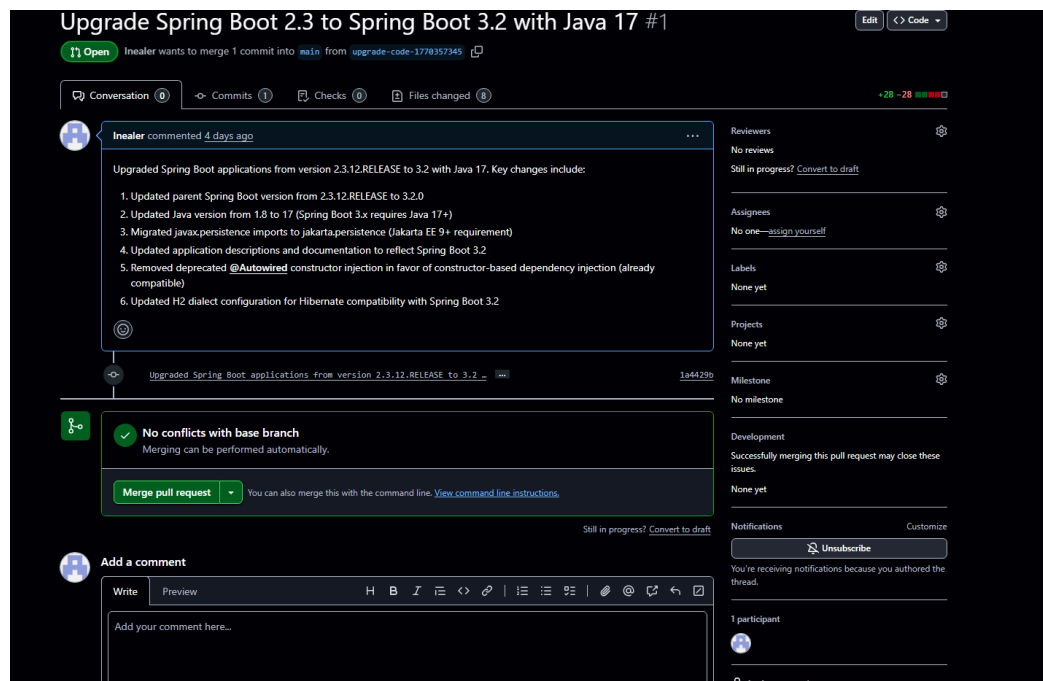 Upgrade Spring Boot 2.3 to Spring Boot 3.2 with Java 17 #1
Edit
<> Code
Open
Inealer wants to merge 1 commit into main from upgrade-code-1770357345
Conversation 0
Commits 1
Checks 0
Files changed 8
+28 −28
Inealer commented 4 days ago
Upgraded Spring Boot applications from version 2.3.12.RELEASE to 3.2 with Java 17. Key changes include:
1. Updated parent Spring Boot version from 2.3.12.RELEASE to 3.2.0
2. Updated Java version from 1.8 to 17 (Spring Boot 3.x requires Java 17+)
3. Migrated javax.persistence imports to jakarta.persistence (Jakarta EE 9+ requirement)
4. Updated application descriptions and documentation to reflect Spring Boot 3.2
5. Removed deprecated @Autowired constructor injection in favor of constructor-based dependency injection (already
compatible)
6. Updated H2 dialect configuration for Hibernate compatibility with Spring Boot 3.2
Upgraded Spring Boot applications from version 2.3.12.RELEASE to 3.2 …
1a4429b
No conflicts with base branch
Merging can be performed automatically.
Merge pull request
You can also merge this with the command line. View command line instructions.
Still in progress? Convert to draft
Add a comment
Write
Preview
Add your comment here...
Reviewers
No reviews
Still in progress? Convert to draft
Assignees
No one—assign yourself
Labels
None yet
Projects
None yet
Milestone
No milestone
Development
Successfully merging this pull request may close these
issues.
None yet
Notifications
Customize
Unsubscribe
You're receiving notifications because you authored the
thread.
1 participant